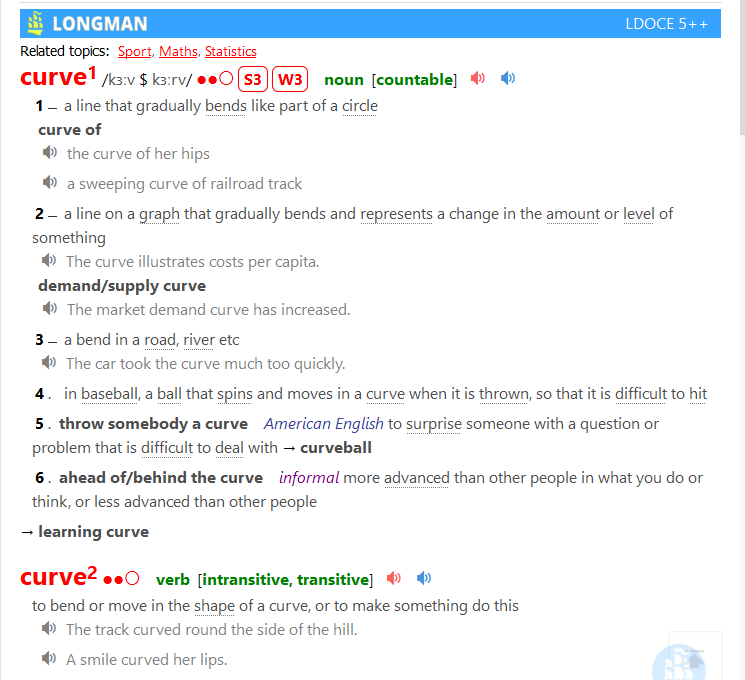 LONGMAN LDOCE 5++
Related topics: Sport, Maths, Statistics
curve1 /kɜːv $ kɜːrv/ ●●○ S3 W3 noun [countable]
1 – a line that gradually bends like part of a circle
curve of
the curve of her hips
a sweeping curve of railroad track
2 – a line on a graph that gradually bends and represents a change in the amount or level of
something
The curve illustrates costs per capita.
demand/supply curve
The market demand curve has increased.
3 – a bend in a road, river etc
The car took the curve much too quickly.
4 . in baseball, a ball that spins and moves in a curve when it is thrown, so that it is difficult to hit
5 . throw somebody a curve American English to surprise someone with a question or
problem that is difficult to deal with → curveball
6 . ahead of/behind the curve informal more advanced than other people in what you do or
think, or less advanced than other people
→ learning curve
curve2 ●●○ verb [intransitive, transitive]
to bend or move in the shape of a curve, or to make something do this
The track curved round the side of the hill.
A smile curved her lips.